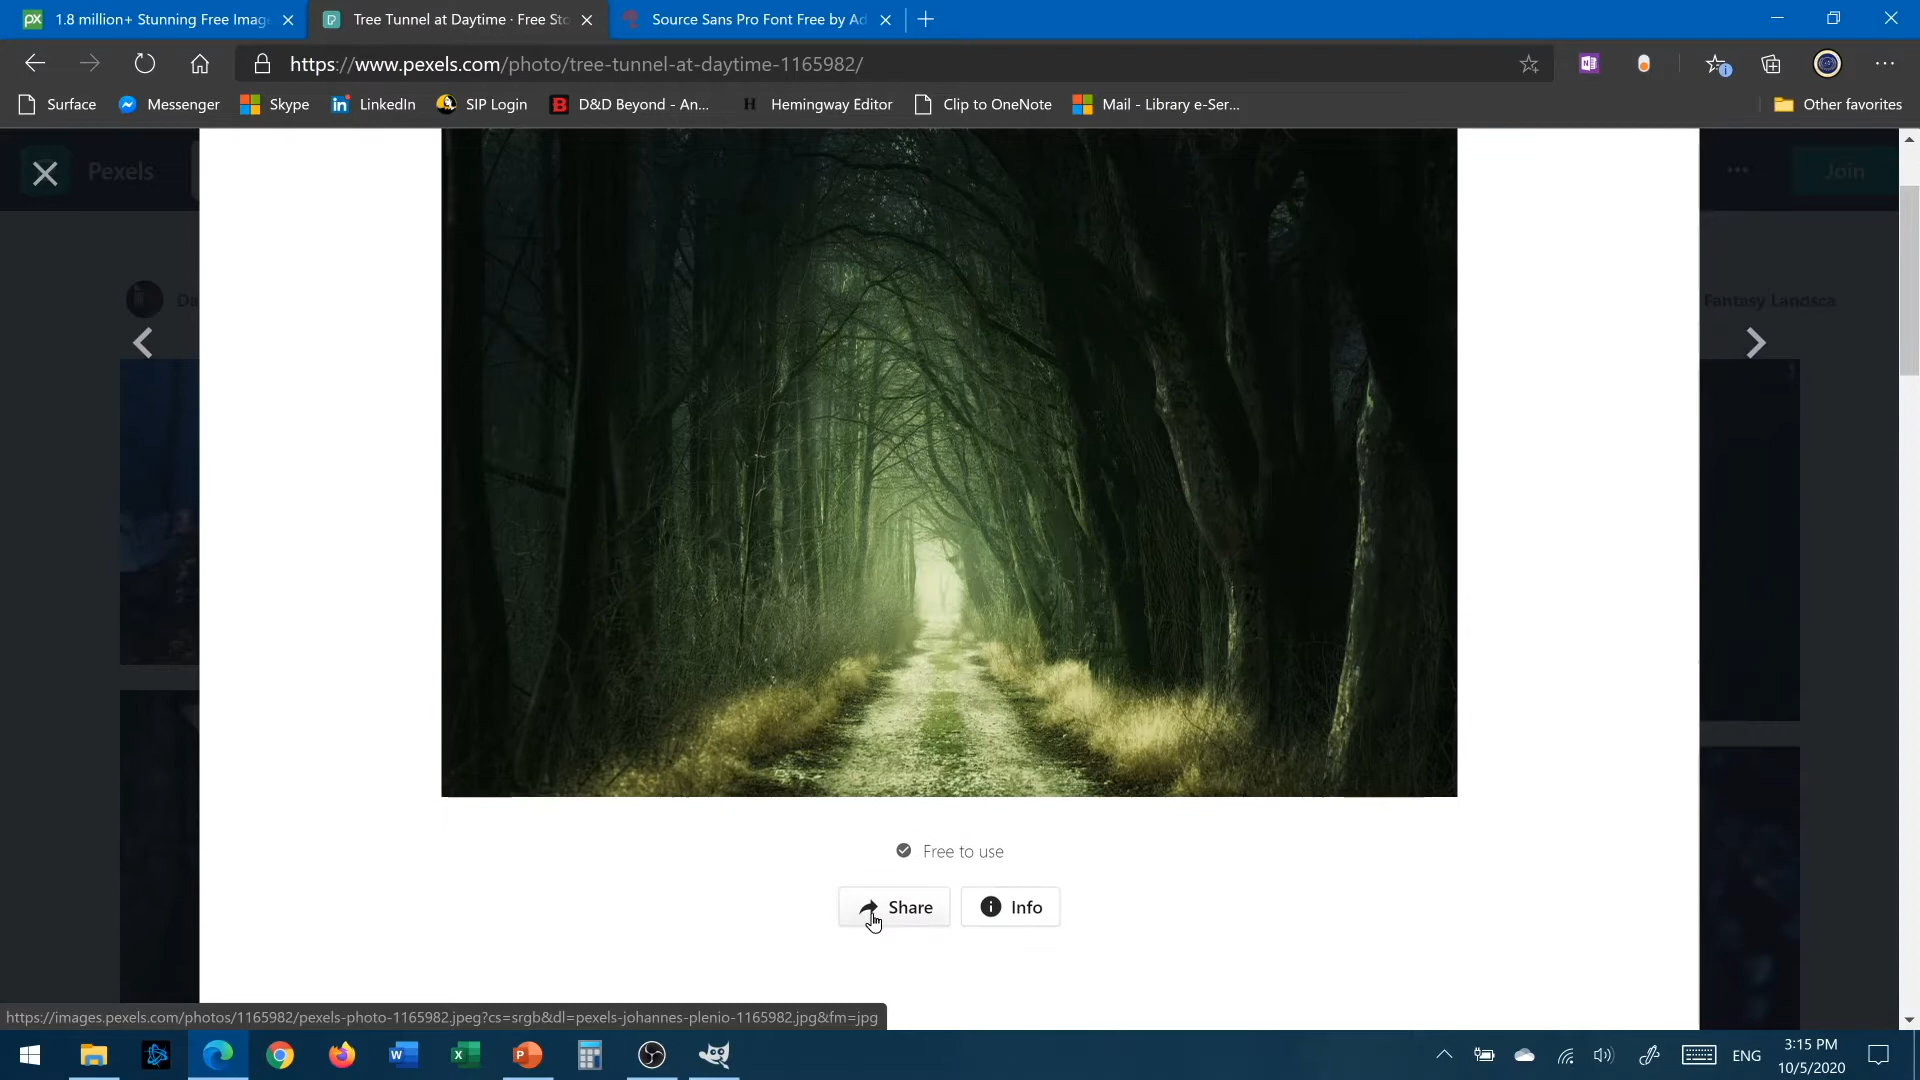 1.8 million+ Stunning Free Imag
Tree Tunnel at Daytime · Free Sto
Source Sans Pro Font Free by Ad
https://www.pexels.com/photo/tree-tunnel-at-daytime-1165982/
Surface
Messenger
Skype
LinkedIn
SIP Login
D&D Beyond - An...
Hemingway Editor
Clip to OneNote
Mail - Library e-Ser...
Other favorites
Pexels
Join
Da
Fantasy Landsca
Free to use
Share
Info
https://images.pexels.com/photos/1165982/pexels-photo-1165982.jpeg?cs=srgb&dl=pexels-johannes-plenio-1165982.jpg&fm=jpg
ENG
3:15 PM
10/5/2020